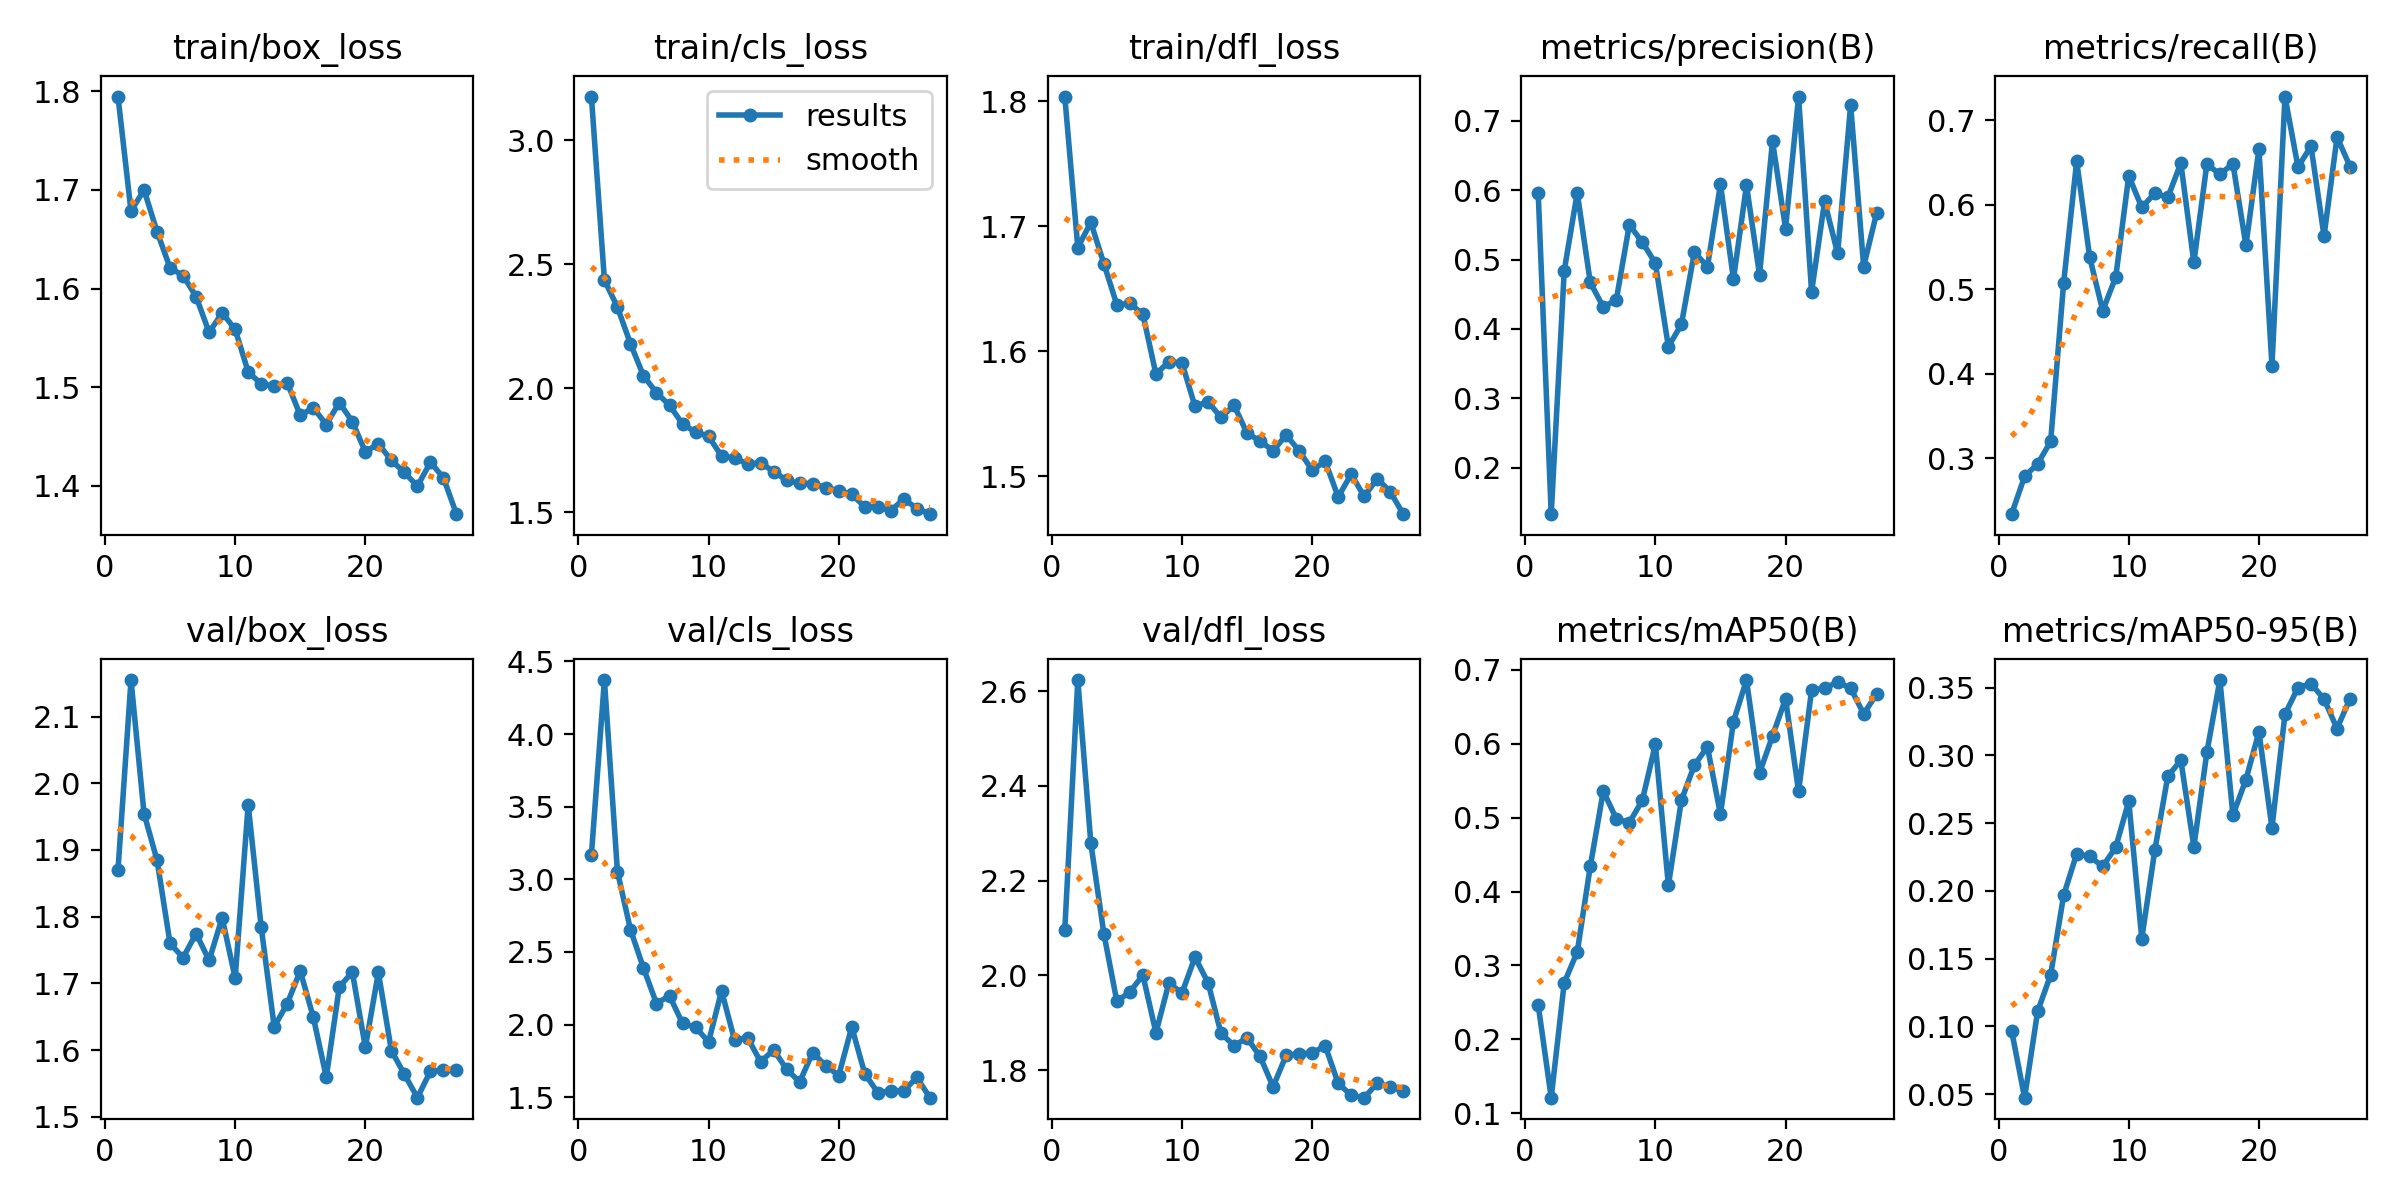 train/box_loss
1.8
1.7
1.6
1.5
1.4
0 10 20
train/cls_loss
results
smooth
3.0
2.5
2.0
1.5
0 10 20
train/dfl_loss
1.8
1.7
1.6
1.5
0 10 20
metrics/precision(B)
0.7
0.6
0.5
0.4
0.3
0.2
0 10 20
metrics/recall(B)
0.7
0.6
0.5
0.4
0.3
0 10 20
val/box_loss
2.1
2.0
1.9
1.8
1.7
1.6
1.5
0 10 20
val/cls_loss
4.5
4.0
3.5
3.0
2.5
2.0
1.5
0 10 20
val/dfl_loss
2.6
2.4
2.2
2.0
1.8
0 10 20
metrics/mAP50(B)
0.7
0.6
0.5
0.4
0.3
0.2
0.1
0 10 20
metrics/mAP50-95(B)
0.35
0.30
0.25
0.20
0.15
0.10
0.05
0 10 20